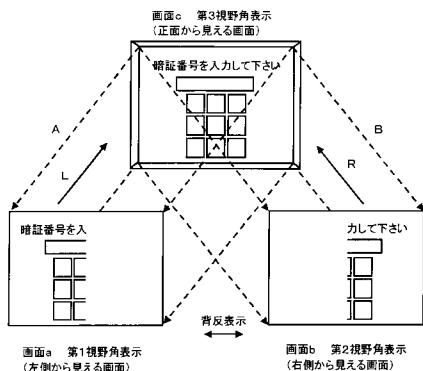 画面c 第3視野角表示
(正面から見える画面)
暗証番号を入力して下さい
A
B
L
R
暗証番号を入
力して下さい
背反表示
画面a 第1視野角表示
(左側から見える画面)
画面b 第2視野角表示
(右側から見える画面)